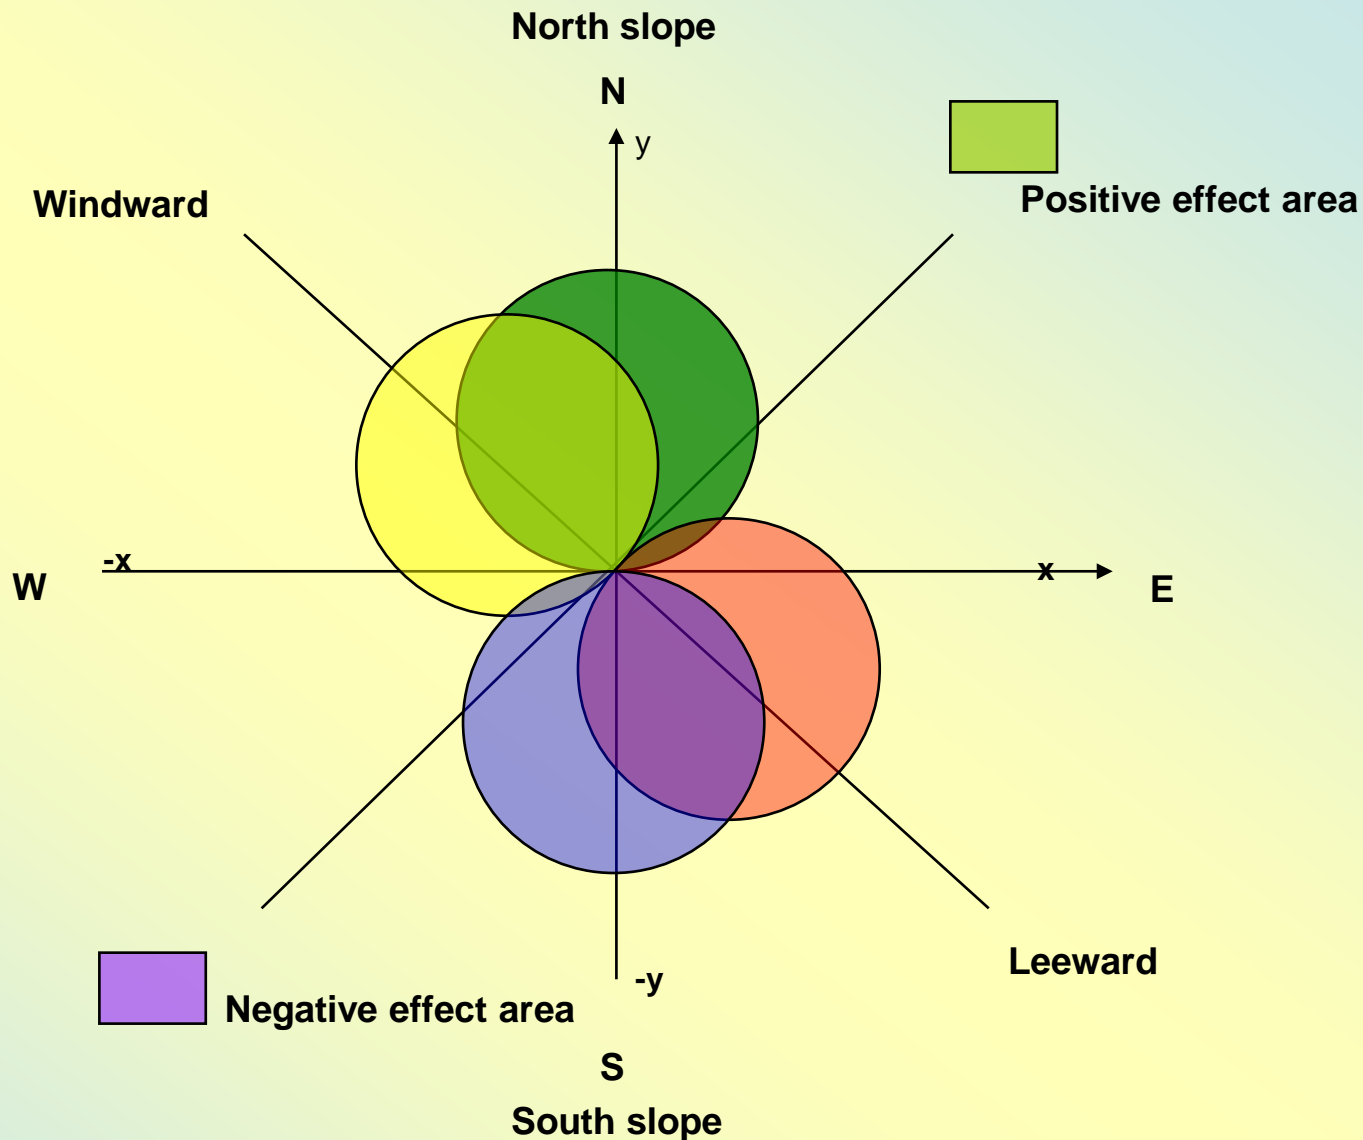 North slope
N
y
Positive effect area
Windward
-x
x
W
E
Leeward
-y
Negative effect area
S
South slope